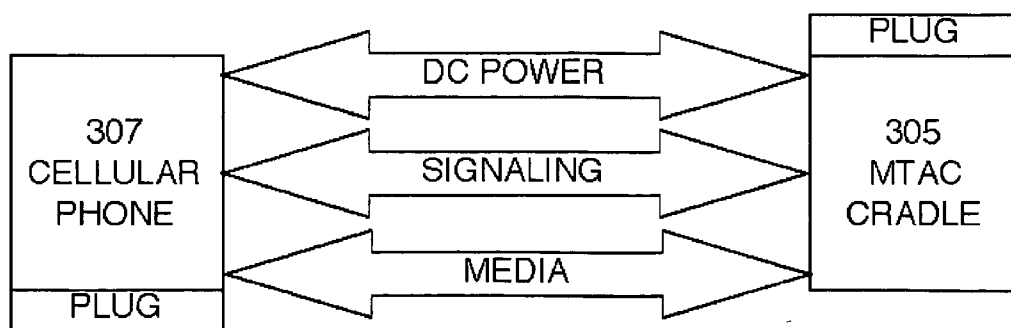 307
CELLULAR
PHONE
PLUG
DC POWER
SIGNALING
MEDIA
PLUG
305
MTAC
CRADLE